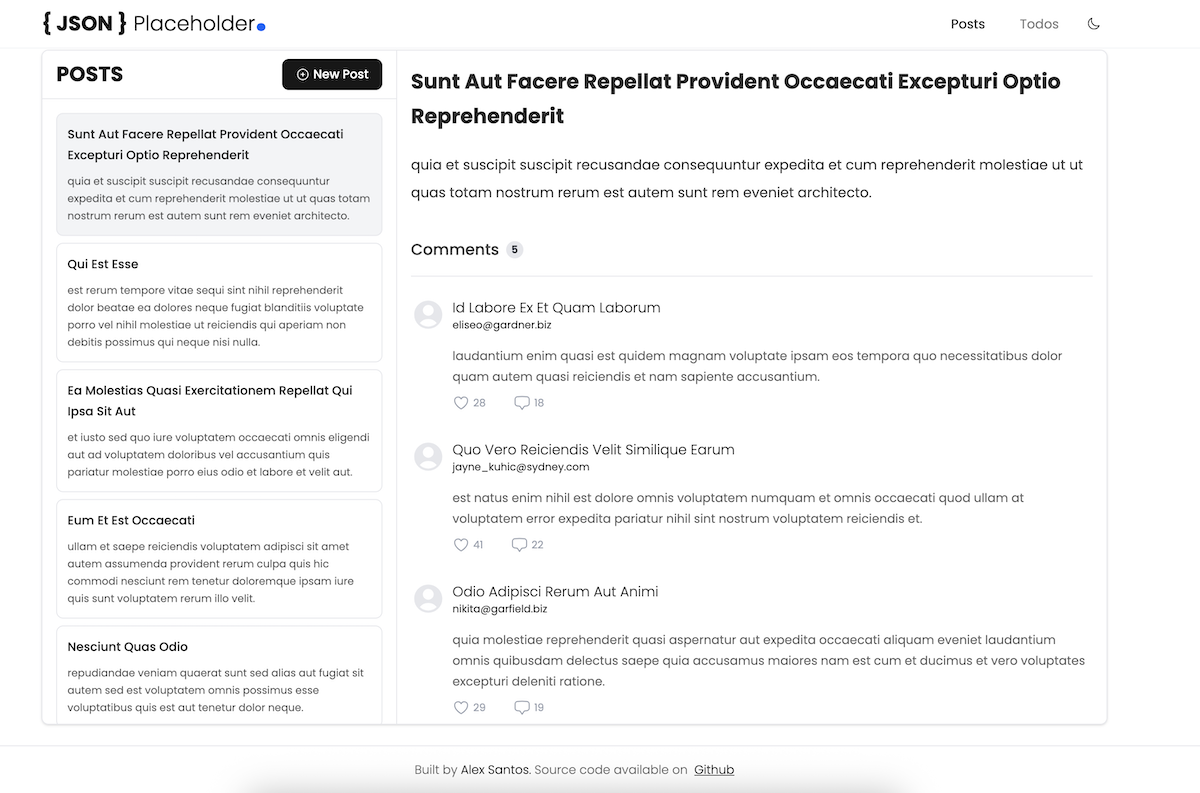 { JSON } Placeholder.
Posts
Todos
POSTS
New Post
Sunt Aut Facere Repellat Provident Occaecati
Excepturi Optio Reprehenderit
quia et suscipit suscipit recusandae consequuntur
expedita et cum reprehenderit molestiae ut ut quas totam
nostrum rerum est autem sunt rem eveniet architecto.
Qui Est Esse
est rerum tempore vitae sequi sint nihil reprehenderit
dolor beatae ea dolores neque fugiat blanditiis voluptate
porro vel nihil molestiae ut reiciendis qui aperiam non
debitis possimus qui neque nisi nulla.
Ea Molestias Quasi Exercitationem Repellat Qui
Ipsa Sit Aut
et iusto sed quo iure voluptatem occaecati omnis eligendi
aut ad voluptatem doloribus vel accusantium quis
pariatur molestiae porro eius odio et labore et velit aut.
Eum Et Est Occaecati
ullam et saepe reiciendis voluptatem adipisci sit amet
autem assumenda provident rerum culpa quis hic
commodi nesciunt rem tenetur doloremque ipsam iure
quis sunt voluptatem rerum illo velit.
Nesciunt Quas Odio
repudiandae veniam quaerat sunt sed alias aut fugiat sit
autem sed est voluptatem omnis possimus esse
voluptatibus quis est aut tenetur dolor neque.
Sunt Aut Facere Repellat Provident Occaecati Excepturi Optio
Reprehenderit
quia et suscipit suscipit recusandae consequuntur expedita et cum reprehenderit molestiae ut ut
quas totam nostrum rerum est autem sunt rem eveniet architecto.
Comments 5
Id Labore Ex Et Quam Laborum
eliseo@gardner.biz
laudantium enim quasi est quidem magnam voluptate ipsam eos tempora quo necessitatibus dolor
quam autem quasi reiciendis et nam sapiente accusantium.
28 18
Quo Vero Reiciendis Velit Similique Earum
jayne_kuhic@sydney.com
est natus enim nihil est dolore omnis voluptatem numquam et omnis occaecati quod ullam at
voluptatem error expedita pariatur nihil sint nostrum voluptatem reiciendis et.
41 22
Odio Adipisci Rerum Aut Animi
nikita@garfield.biz
quia molestiae reprehenderit quasi aspernatur aut expedita occaecati aliquam eveniet laudantium
omnis quibusdam delectus saepe quia accusamus maiores nam est cum et ducimus et vero voluptates
excepturi deleniti ratione.
29 19
Built by Alex Santos. Source code available on Github